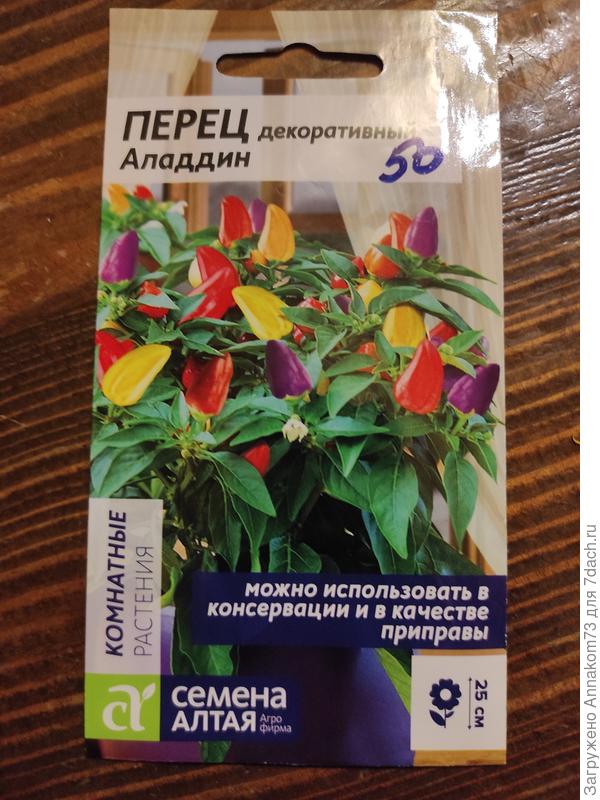 ПЕРЕЦ декоративный
Аладдин
50
КОМНАТНЫЕ
РАСТЕНИЯ
можно использовать в
консервации и в качестве
приправы
семена
АЛТАЯ Агро
фирма
25 см
Загружено Annakom73 для 7dach.ru